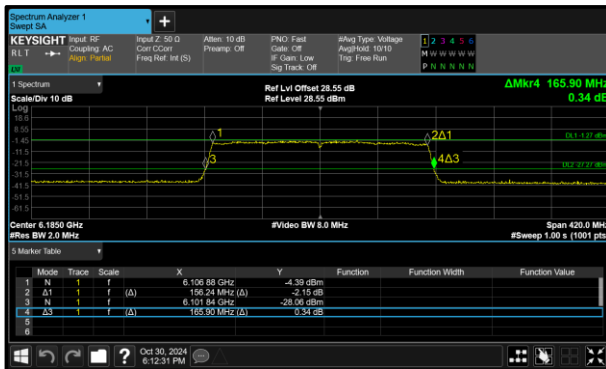 Spectrum Analyzer 1
Swept SA
KEYSIGHT Input: RF Input Z: 50 Ω Atten: 10 dB PNO: Fast #Avg Type: Voltage 1 2 3 4 5 6
R L T Coupling: AC Corr CCorr Preamp: Off Gate: Off Avg|Hold: 10/10 M W W W W W
Align: Partial Freq Ref: Int (S) IF Gain: Low Trig: Free Run P N N N N N
Sig Track: Off
1 Spectrum Ref Lvl Offset 28.55 dB ΔMkr4 165.90 MHz
Scale/Div 10 dB Ref Level 28.55 dBm 0.34 dB
Log
18.6
8.55
-1.45
-11.5
-21.5
-31.5
-41.5
-51.5
-61.5
1
2Δ1
3
4Δ3
DL1 -1.27 dBm
DL2 -27.27 dBm
Center 6.1850 GHz #Video BW 8.0 MHz Span 420.0 MHz
#Res BW 2.0 MHz #Sweep 1.00 s (1001 pts)
5 Marker Table
Mode Trace Scale X Y Function Function Width Function Value
1 N 1 f 6.106 88 GHz -4.39 dBm
2 Δ1 1 f (Δ) 156.24 MHz (Δ) -2.15 dB
3 N 1 f 6.101 84 GHz -28.06 dBm
4 Δ3 1 f (Δ) 165.90 MHz (Δ) 0.34 dB
5
6
? Oct 30, 2024
6:12:31 PM